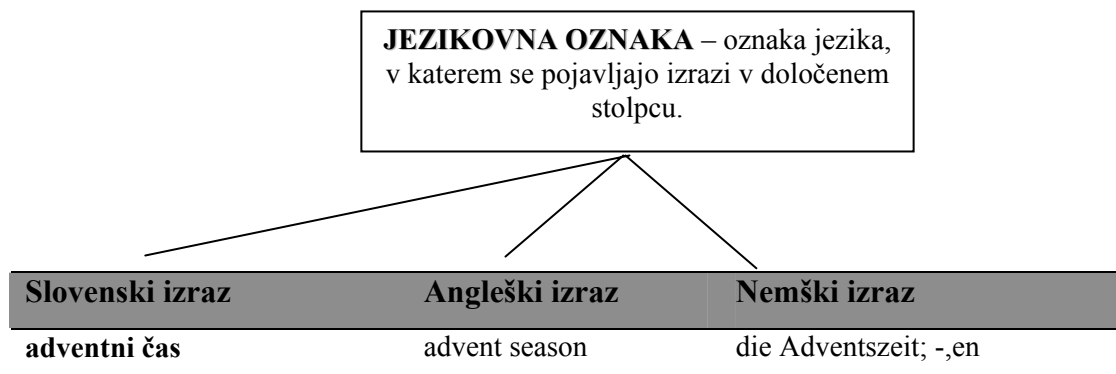 JEZIKOVNA OZNAKA – oznaka jezika,
v katerem se pojavljajo izrazi v določenem
stolpcu.
Slovenski izraz Angleški izraz Nemški izraz
adventni čas advent season die Adventszeit; -,en